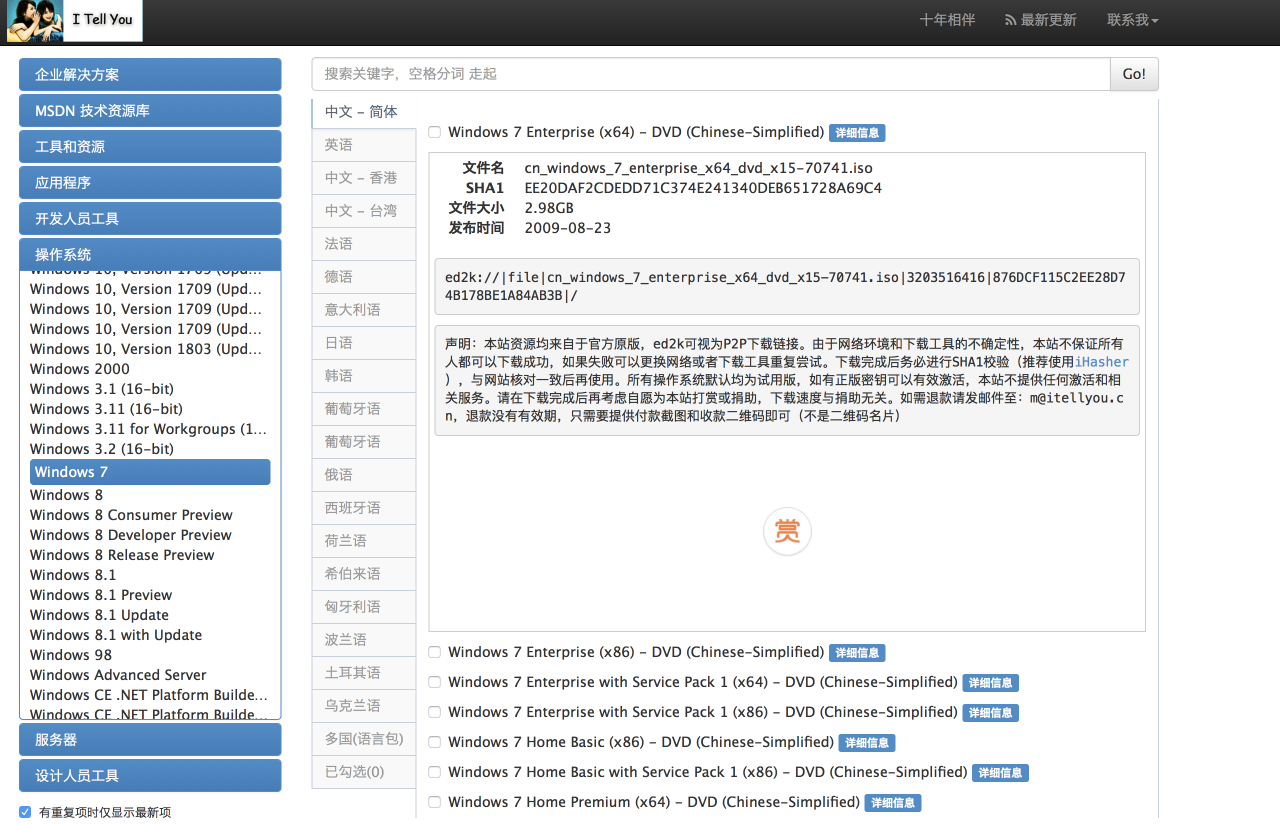 I Tell You
十年相伴
最新更新
联系我
企业解决方案
MSDN 技术资源库
工具和资源
应用程序
开发人员工具
操作系统
Windows 10, Version 1709 (Upd...
Windows 10, Version 1709 (Upd...
Windows 10, Version 1709 (Upd...
Windows 10, Version 1709 (Upd...
Windows 10, Version 1803 (Upd...
Windows 2000
Windows 3.1 (16-bit)
Windows 3.11 (16-bit)
Windows 3.11 for Workgroups (1...
Windows 3.2 (16-bit)
Windows 7
Windows 8
Windows 8 Consumer Preview
Windows 8 Developer Preview
Windows 8 Release Preview
Windows 8.1
Windows 8.1 Preview
Windows 8.1 Update
Windows 8.1 with Update
Windows 98
Windows Advanced Server
Windows CE .NET Platform Builde...
Windows CE .NET Platform Builde...
服务器
设计人员工具
有重复项时仅显示最新项
搜索关键字，空格分词 走起
Go!
中文 – 简体
英语
中文 – 香港
中文 – 台湾
法语
德语
意大利语
日语
韩语
葡萄牙语
葡萄牙语
俄语
西班牙语
荷兰语
希伯来语
匈牙利语
波兰语
土耳其语
乌克兰语
多国(语言包)
已勾选(0)
Windows 7 Enterprise (x64) – DVD (Chinese-Simplified) 详细信息
文件名 cn_windows_7_enterprise_x64_dvd_x15-70741.iso
SHA1 EE20DAF2CDEDD71C374E241340DEB651728A69C4
文件大小 2.98GB
发布时间 2009-08-23
ed2k://|file|cn_windows_7_enterprise_x64_dvd_x15-70741.iso|3203516416|876DCF115C2EE28D7
4B178BE1A84AB3B|/
声明：本站资源均来自于官方原版，ed2k可视为P2P下载链接。由于网络环境和下载工具的不确定性，本站不保证所有
人都可以下载成功，如果失败可以更换网络或者下载工具重复尝试。下载完成后务必进行SHA1校验（推荐使用iHasher
），与网站核对一致后再使用。所有操作系统默认均为试用版，如有正版密钥可以有效激活，本站不提供任何激活和相
关服务。请在下载完成后再考虑自愿为本站打赏或捐助，下载速度与捐助无关。如需退款请发邮件至：m@itellyou.c
n，退款没有有效期，只需要提供付款截图和收款二维码即可（不是二维码名片）
赏
Windows 7 Enterprise (x86) – DVD (Chinese-Simplified) 详细信息
Windows 7 Enterprise with Service Pack 1 (x64) – DVD (Chinese-Simplified) 详细信息
Windows 7 Enterprise with Service Pack 1 (x86) – DVD (Chinese-Simplified) 详细信息
Windows 7 Home Basic (x86) – DVD (Chinese-Simplified) 详细信息
Windows 7 Home Basic with Service Pack 1 (x86) – DVD (Chinese-Simplified) 详细信息
Windows 7 Home Premium (x64) – DVD (Chinese-Simplified) 详细信息